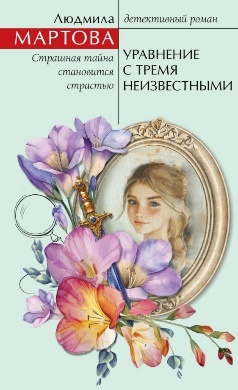 Людмила
МАРТОВА
Страшная тайна
становится
страстью
детективный роман
УРАВНЕНИЕ
С ТРЕМЯ
НЕИЗВЕСТНЫМИ